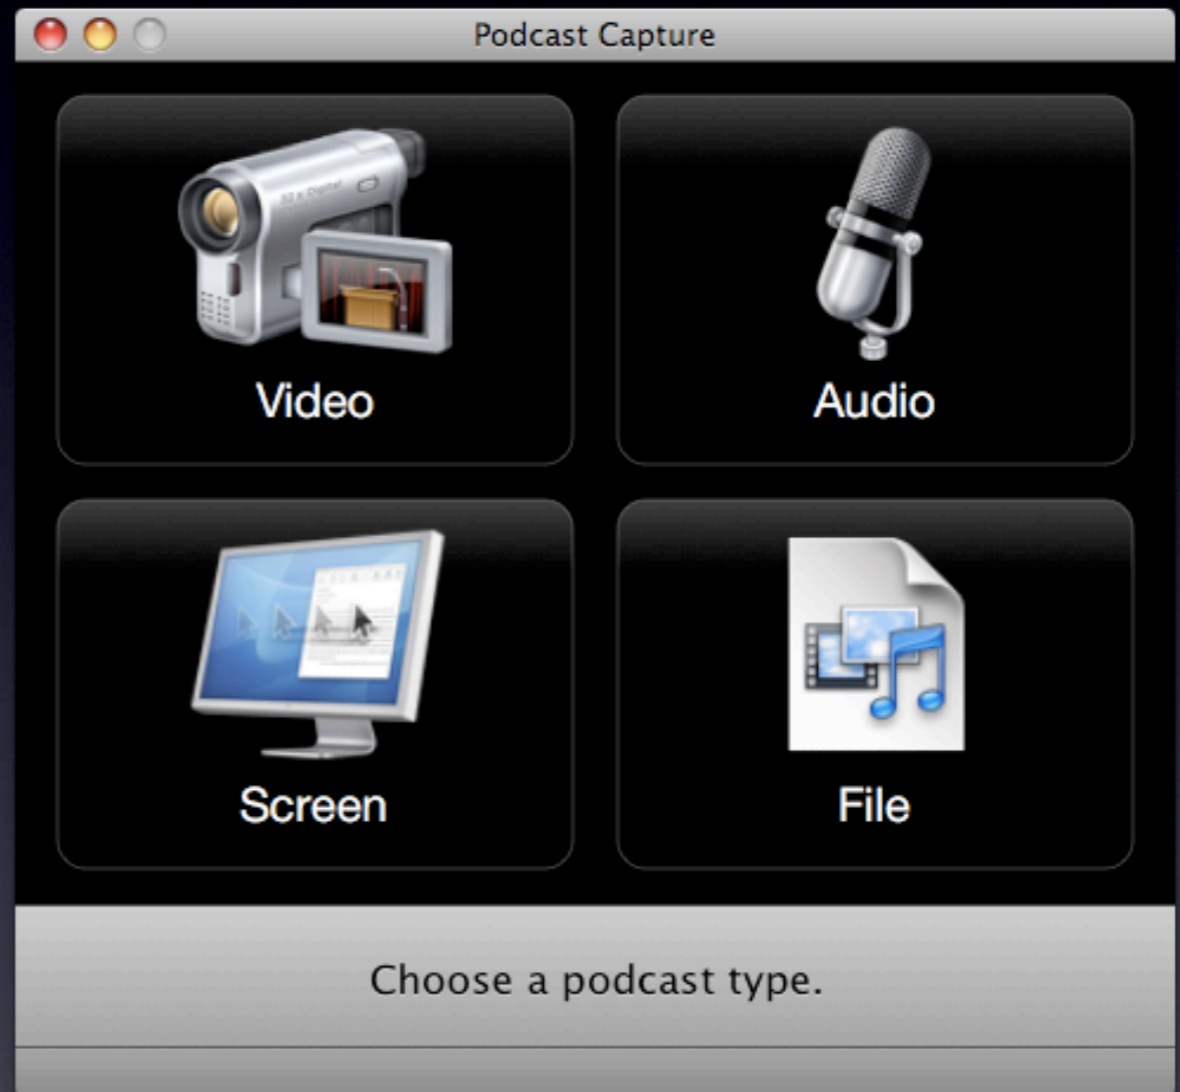 Podcast Capture
Video
Audio
Screen
File
Choose a podcast type.